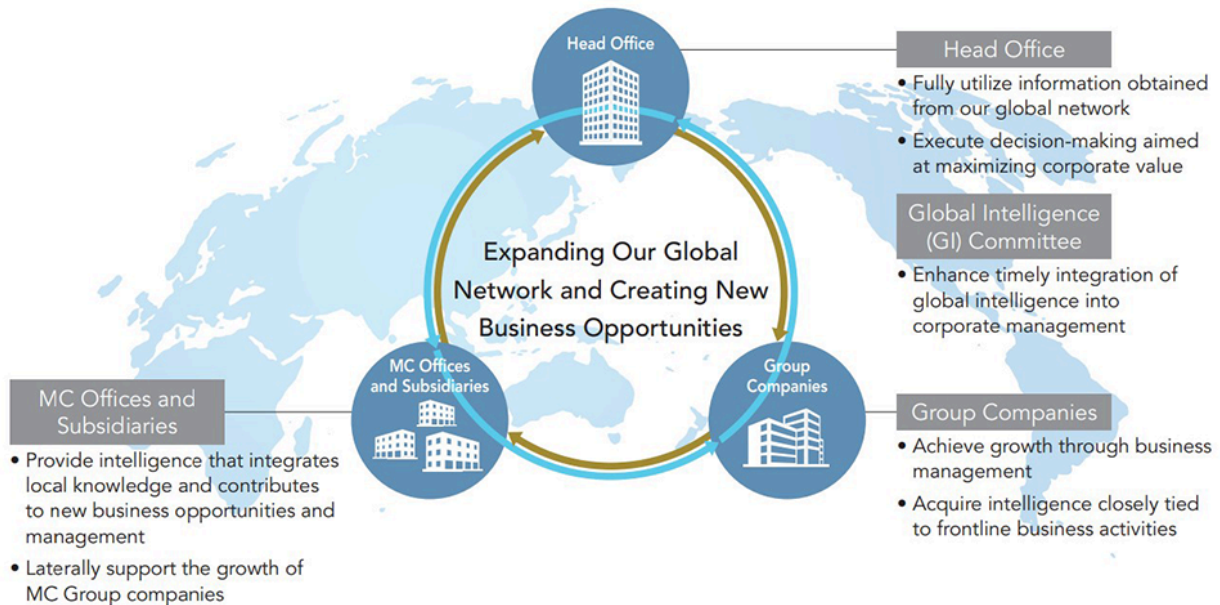 Head Office
Head Office
• Fully utilize information obtained
from our global network
• Execute decision-making aimed
at maximizing corporate value
Global Intelligence
(GI) Committee
• Enhance timely integration of
global intelligence into
corporate management
Expanding Our Global
Network and Creating New
Business Opportunities
MC Offices
and Subsidiaries
Group
Companies
MC Offices and
Subsidiaries
• Provide intelligence that integrates
local knowledge and contributes
to new business opportunities and
management
• Laterally support the growth of
MC Group companies
Group Companies
• Achieve growth through business
management
• Acquire intelligence closely tied
to frontline business activities